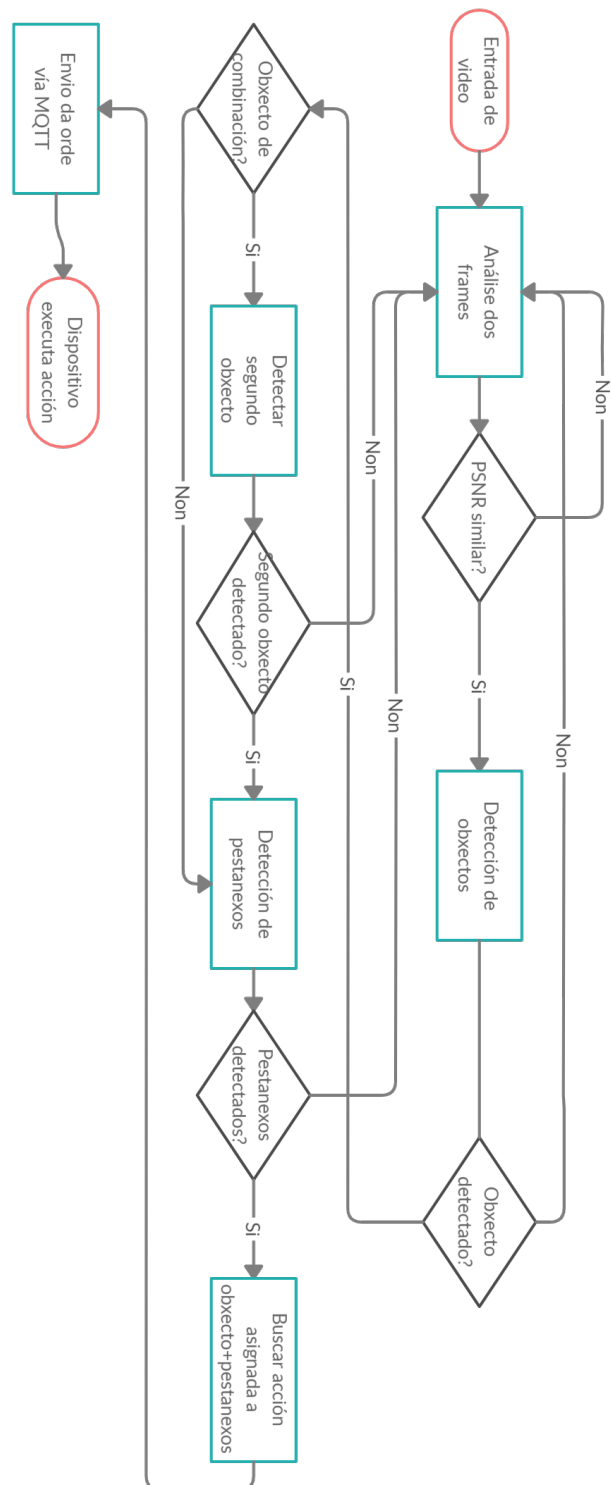 Entrada de
video
Análise dos
frames
Non
PSNR similar?
Si
Detección de
obxectos
Non
Obxecto
detectado?
Si
Obxecto de
combinación?
Si
Detectar
segundo
obxecto
Non
Segundo obxecto
detectado?
Non
Si
Detección de
pestanexos
Non
Pestanexos
detectados?
Si
Buscar acción
asignada a
obxecto+pestanexos
Envio da orde
vía MQTT
Dispositivo
executa acción